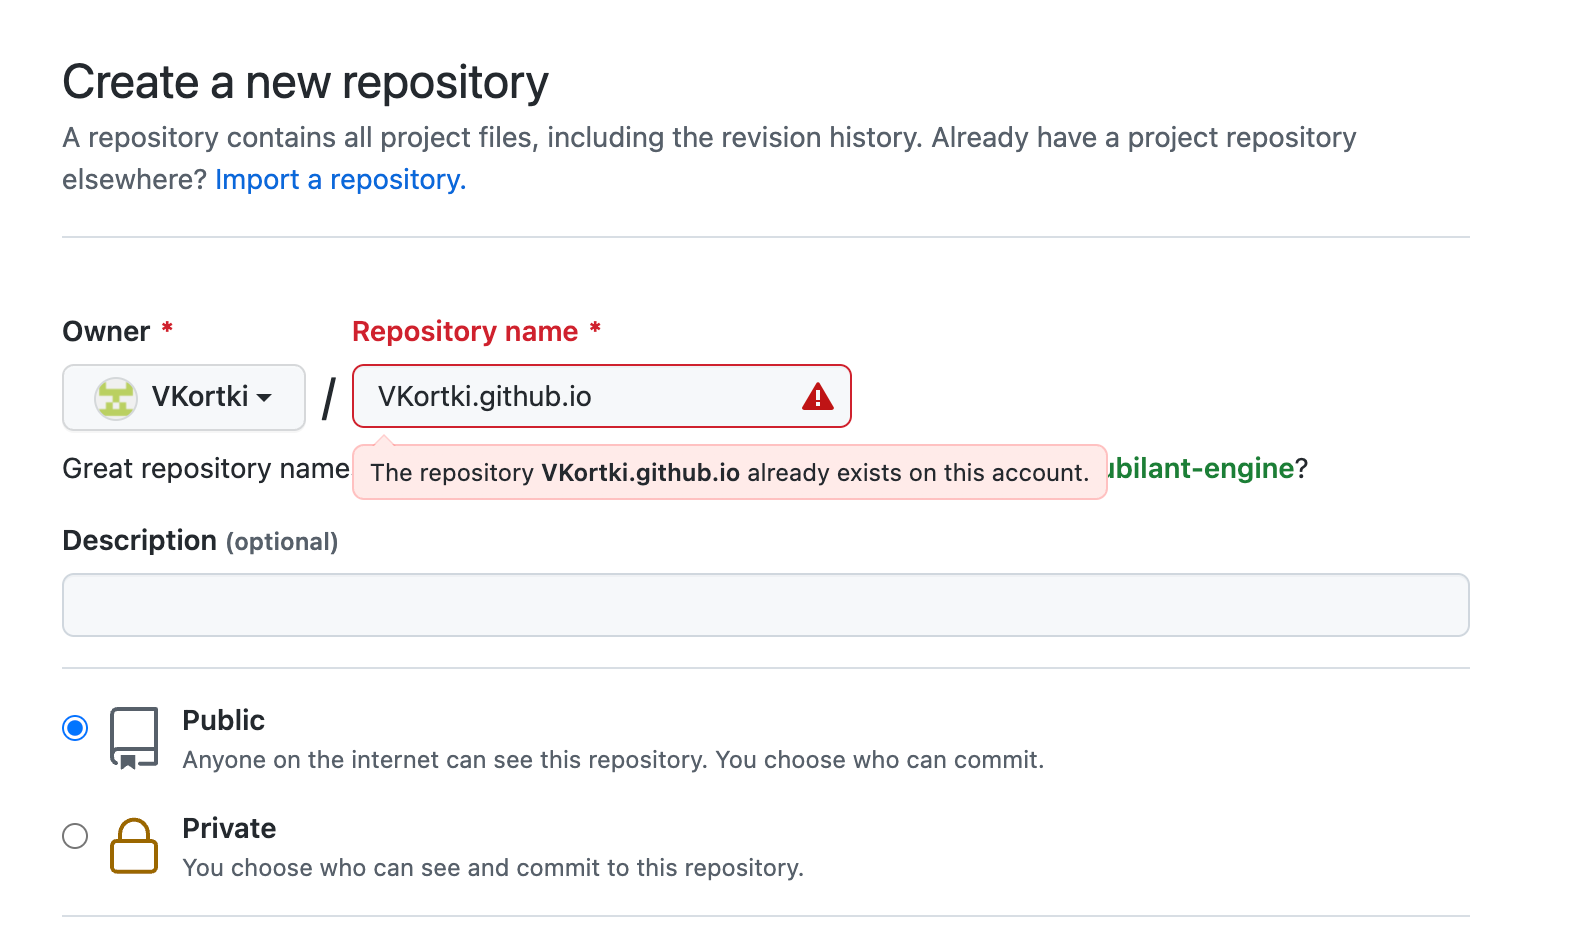 Create a new repository
A repository contains all project files, including the revision history. Already have a project repository
elsewhere? Import a repository.
Owner * Repository name *
VKortki / VKortki.github.io
Great repository name
The repository VKortki.github.io already exists on this account.
ubilant-engine?
Description (optional)
Public
Anyone on the internet can see this repository. You choose who can commit.
Private
You choose who can see and commit to this repository.